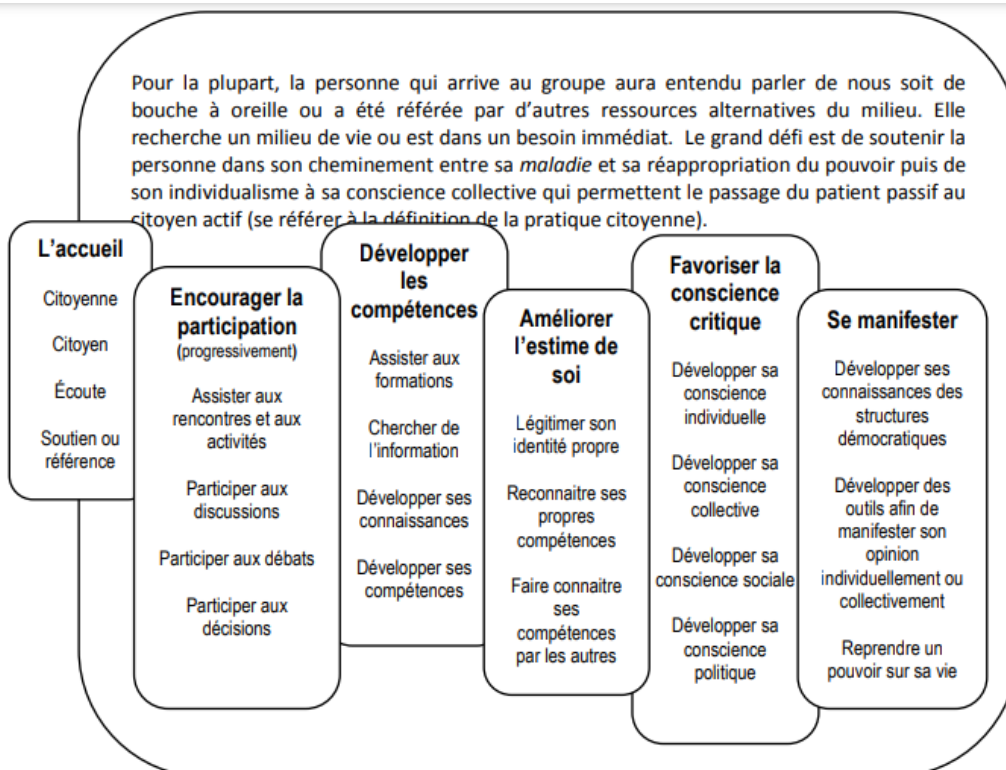 Pour la plupart, la personne qui arrive au groupe aura entendu parler de nous soit de
bouche à oreille ou a été référée par d'autres ressources alternatives du milieu. Elle
recherche un milieu de vie ou est dans un besoin immédiat. Le grand défi est de soutenir la
personne dans son cheminement entre sa maladie et sa réappropriation du pouvoir puis de
son individualisme à sa conscience collective qui permettent le passage du patient passif au
citoyen actif (se référer à la définition de la pratique citoyenne).
L'accueil
Citoyenne
Citoyen
Écoute
Soutien ou
référence
Encourager la
participation
(progressivement)
Assister aux
rencontres et aux
activités
Participer aux
discussions
Participer aux débats
Participer aux
décisions
Développer
les
compétences
Assister aux
formations
Chercher de
l'information
Développer ses
connaissances
Développer ses
compétences
Améliorer
l'estime de
soi
Légitimer son
identité propre
Reconnaitre ses
propres
compétences
Faire connaitre
ses
compétences
par les autres
Favoriser la
conscience
critique
Développer sa
conscience
individuelle
Développer sa
conscience
collective
Développer sa
conscience sociale
Développer sa
conscience
politique
Se manifester
Développer ses
connaissances des
structures
démocratiques
Développer des
outils afin de
manifester son
opinion
individuellement ou
collectivement
Reprendre un
pouvoir sur sa vie